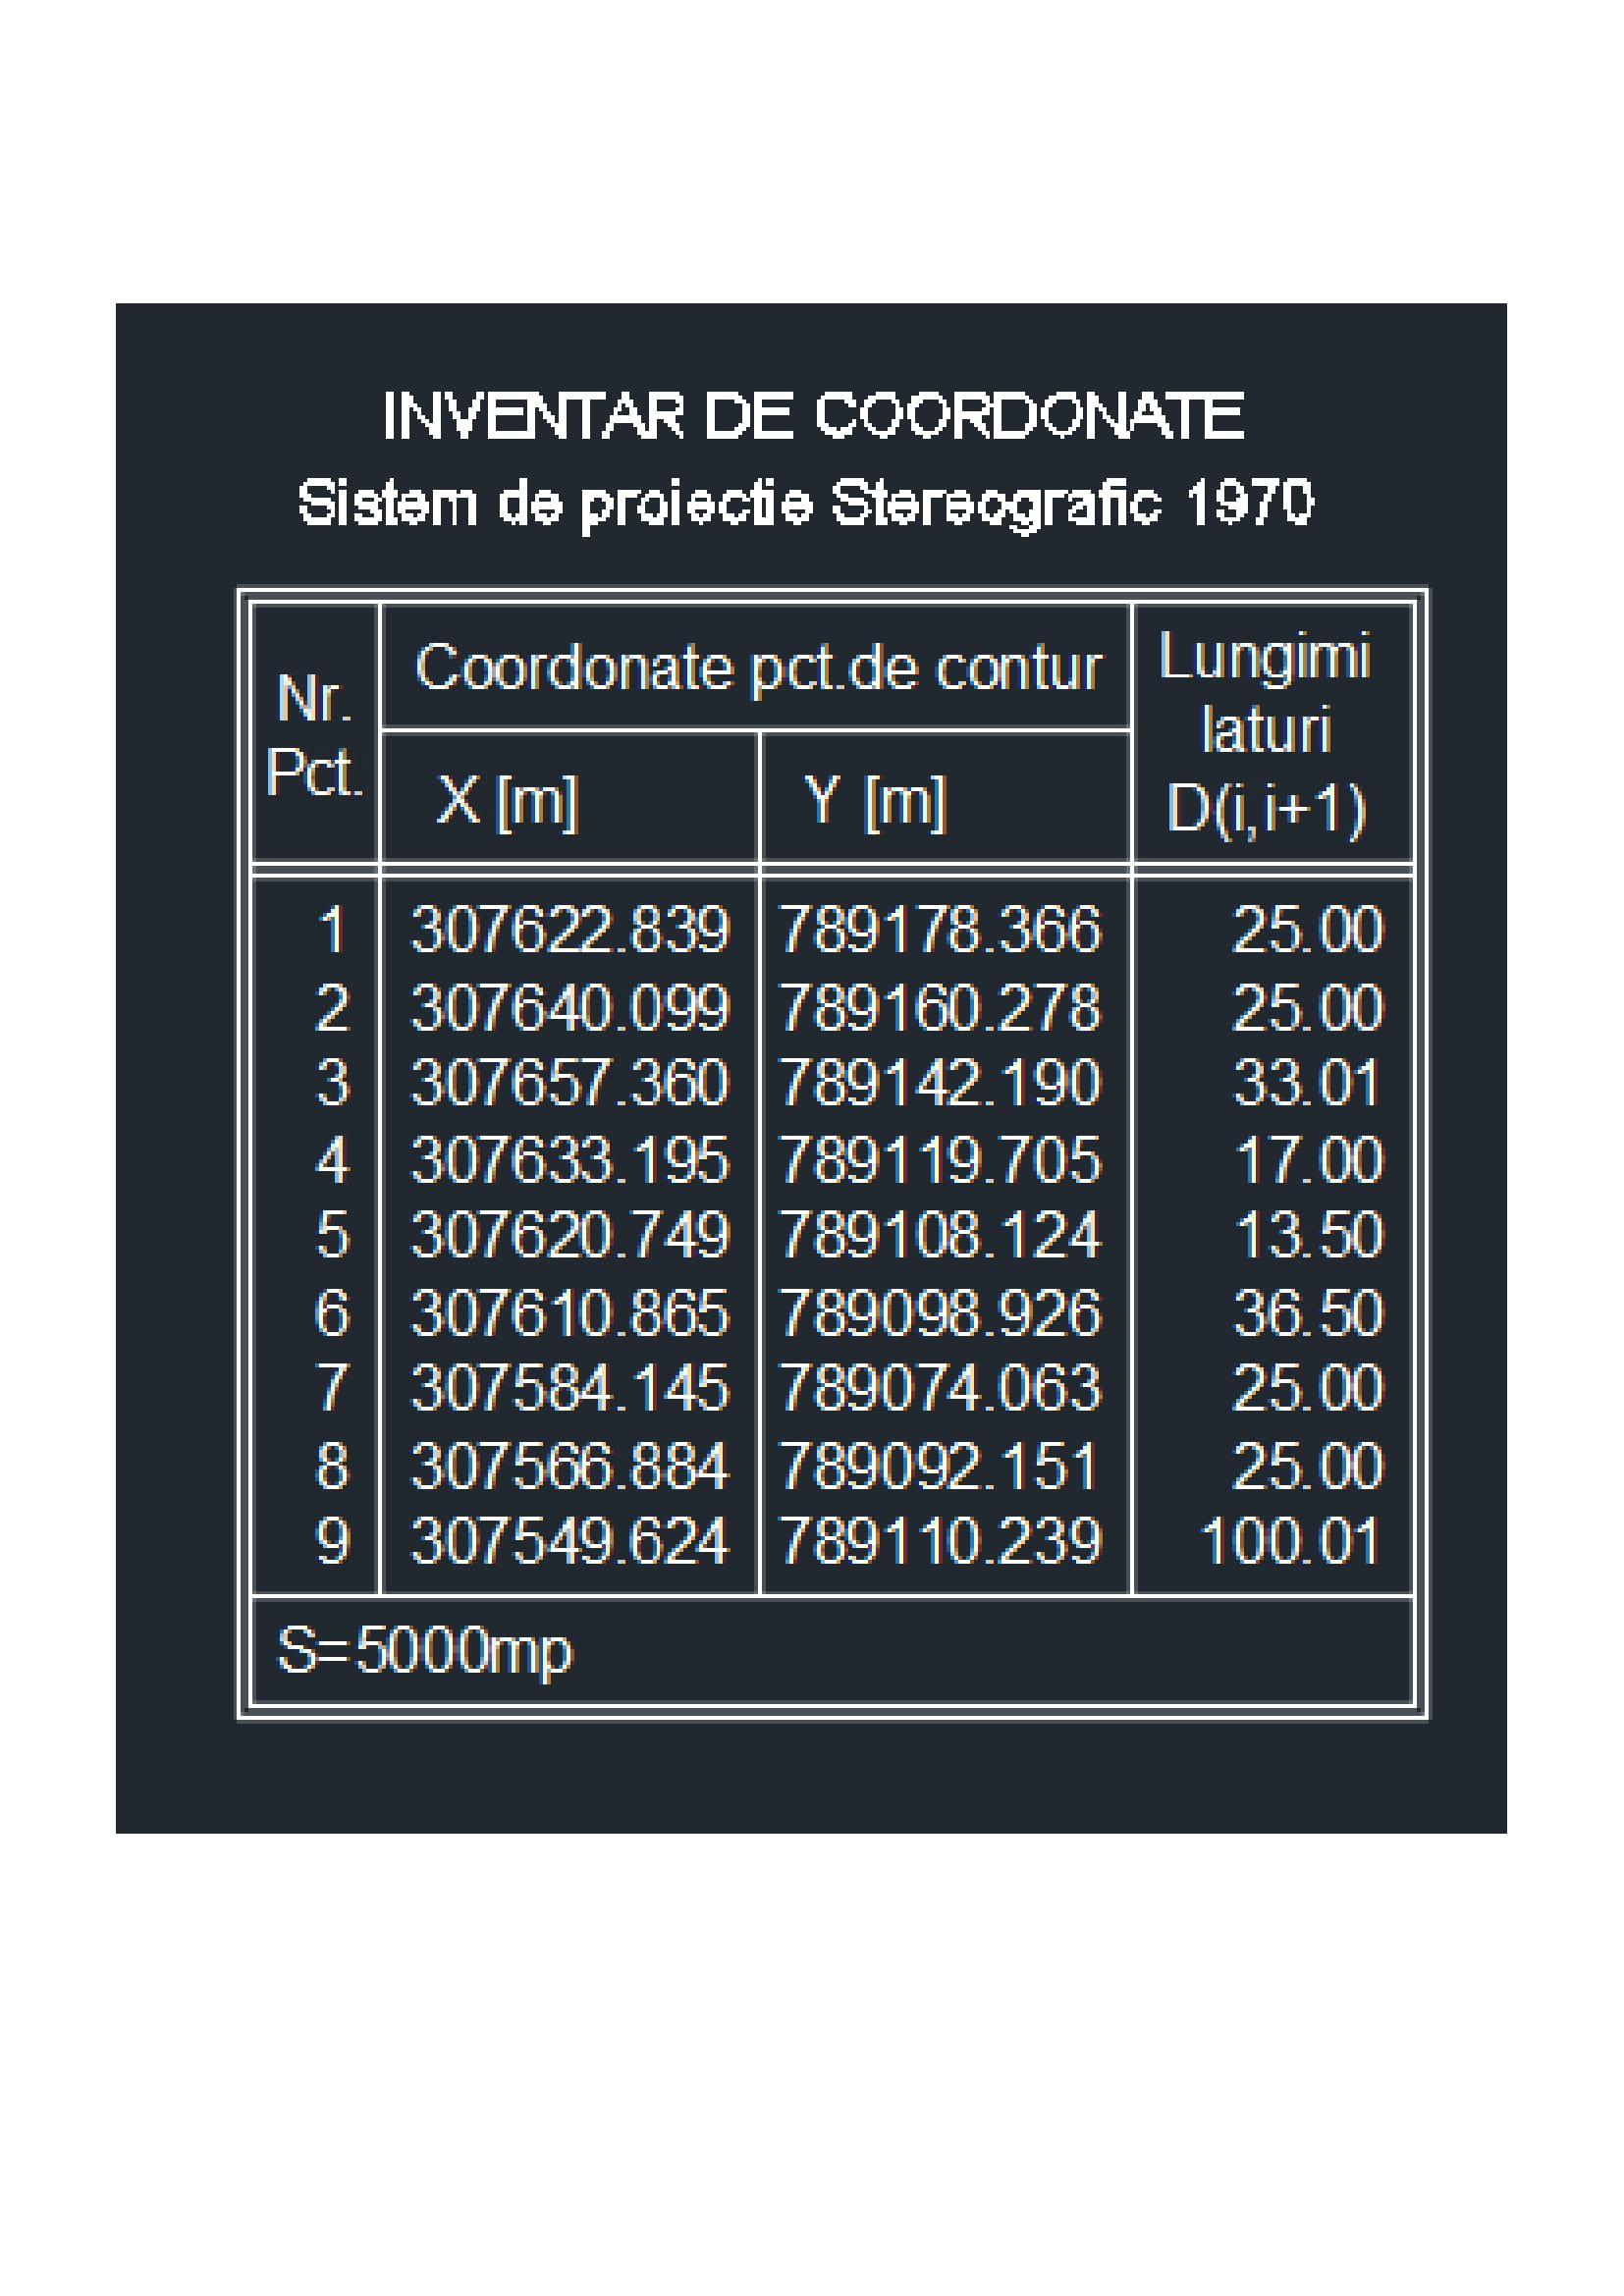 INVENTAR DE COORDONATE
Sistem de proiectie Stereografic 1970
Nr. Pct. Coordonate pct.de contur Lungimi laturi D(i,i+1)
X [m] Y [m]
1 307622.839 789178.366 25.00
2 307640.099 789160.278 25.00
3 307657.360 789142.190 33.01
4 307633.195 789119.705 17.00
5 307620.749 789108.124 13.50
6 307610.865 789098.926 36.50
7 307584.145 789074.063 25.00
8 307566.884 789092.151 25.00
9 307549.624 789110.239 100.01
S=5000mp